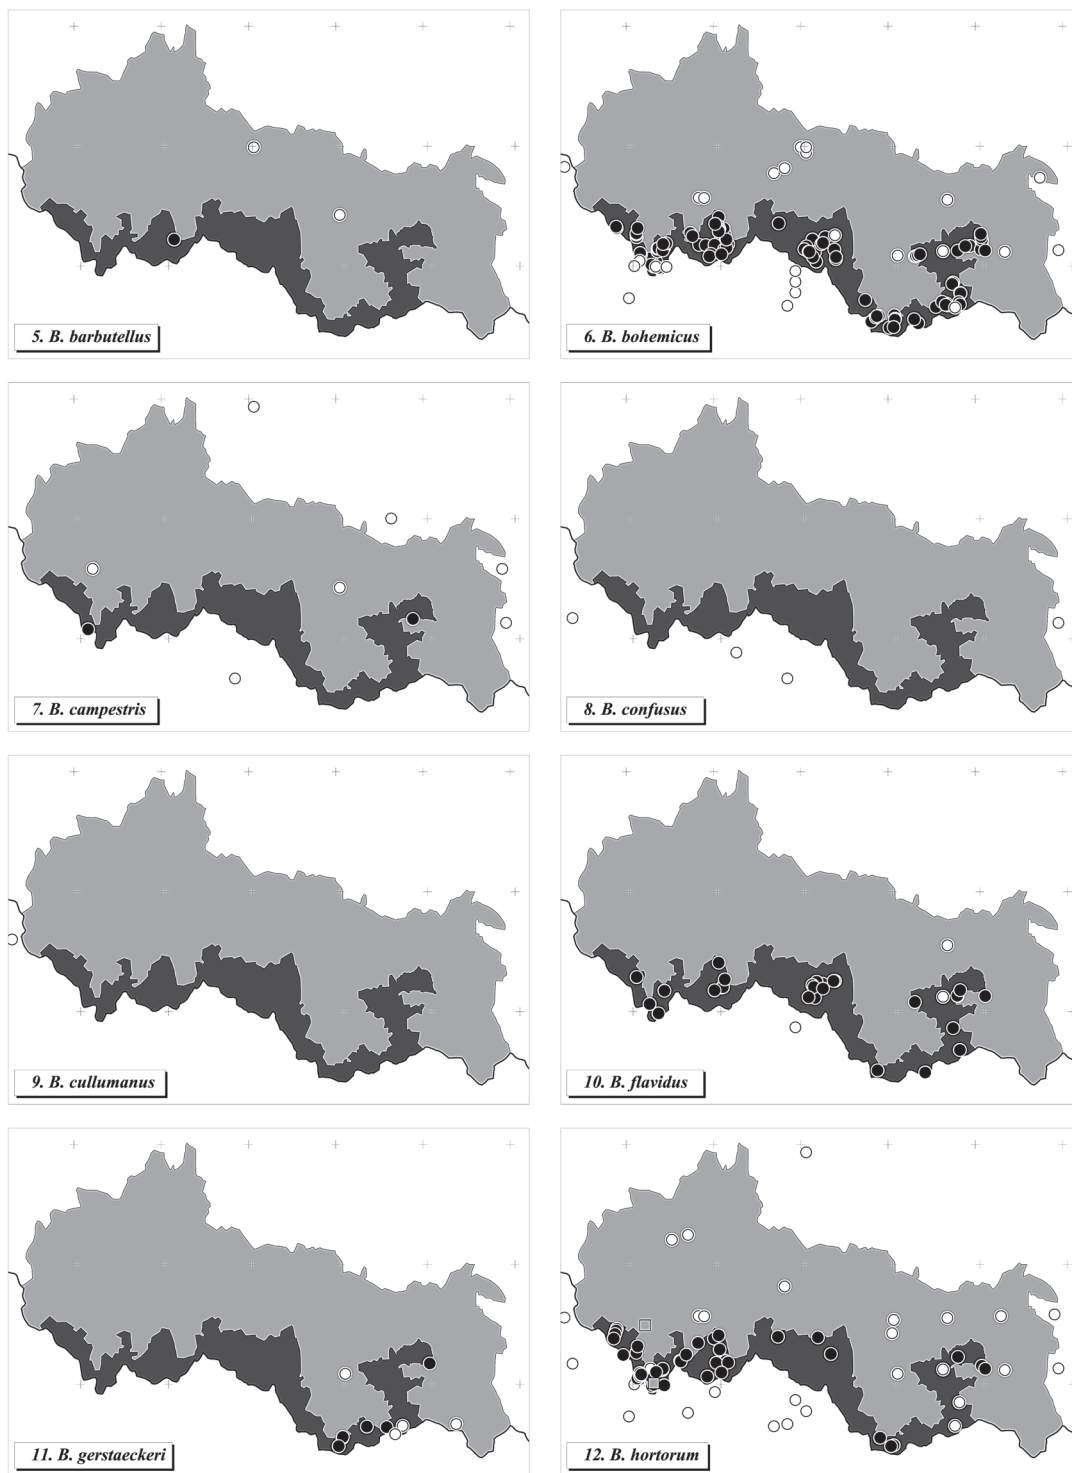 5. B. barbutellus
6. B. bohemicus
7. B. campestris
8. B. confusus
9. B. cullumanus
10. B. flavidus
11. B. gerstaeckeri
12. B. hortorum